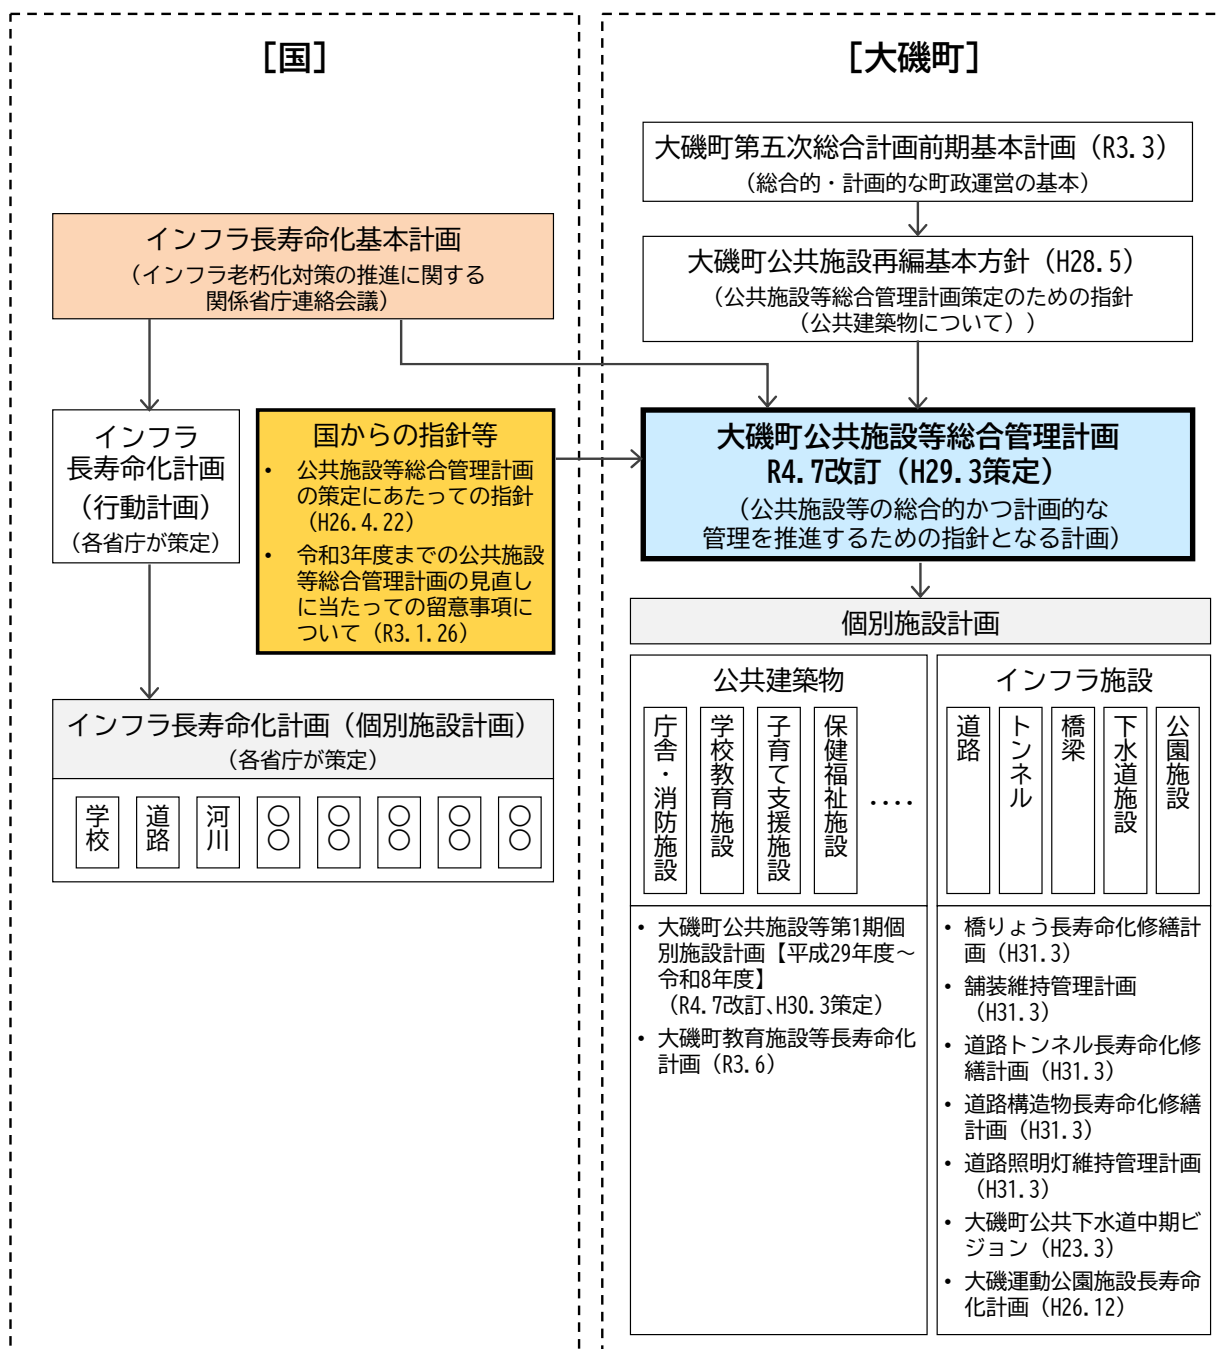 ［国］
インフラ長寿命化基本計画
（インフラ老朽化対策の推進に関する
関係省庁連絡会議）
インフラ
長寿命化計画
（行動計画）
（各省庁が策定）
国からの指針等
• 公共施設等総合管理計画
の策定にあたっての指針
（H26.4.22）
• 令和3年度までの公共施設
等総合管理計画の見直し
に当たっての留意事項に
ついて（R3.1.26）
インフラ長寿命化計画（個別施設計画）
（各省庁が策定）
学校
道路
河川
〇〇
〇〇
〇〇
〇〇
〇〇
［大磯町］
大磯町第五次総合計画前期基本計画（R3.3）
（総合的・計画的な町政運営の基本）
大磯町公共施設再編基本方針（H28.5）
（公共施設等総合管理計画策定のための指針
（公共建築物について））
大磯町公共施設等総合管理計画
R4.7改訂（H29.3策定）
（公共施設等の総合的かつ計画的な
管理を推進するための指針となる計画）
個別施設計画
公共建築物
庁舎・消防施設
学校教育施設
子育て支援施設
保健福祉施設
‥‥
• 大磯町公共施設等第1期個
別施設計画【平成29年度～
令和8年度】
（R4.7改訂、H30.3策定）
• 大磯町教育施設等長寿命化
計画（R3.6）
インフラ施設
道路
トンネル
橋梁
下水道施設
公園施設
• 橋りょう長寿命化修繕計
画（H31.3）
• 舗装維持管理計画
（H31.3）
• 道路トンネル長寿命化修
繕計画（H31.3）
• 道路構造物長寿命化修繕
計画（H31.3）
• 道路照明灯維持管理計画
（H31.3）
• 大磯町公共下水道中期ビ
ジョン（H23.3）
• 大磯運動公園施設長寿命
化計画（H26.12）